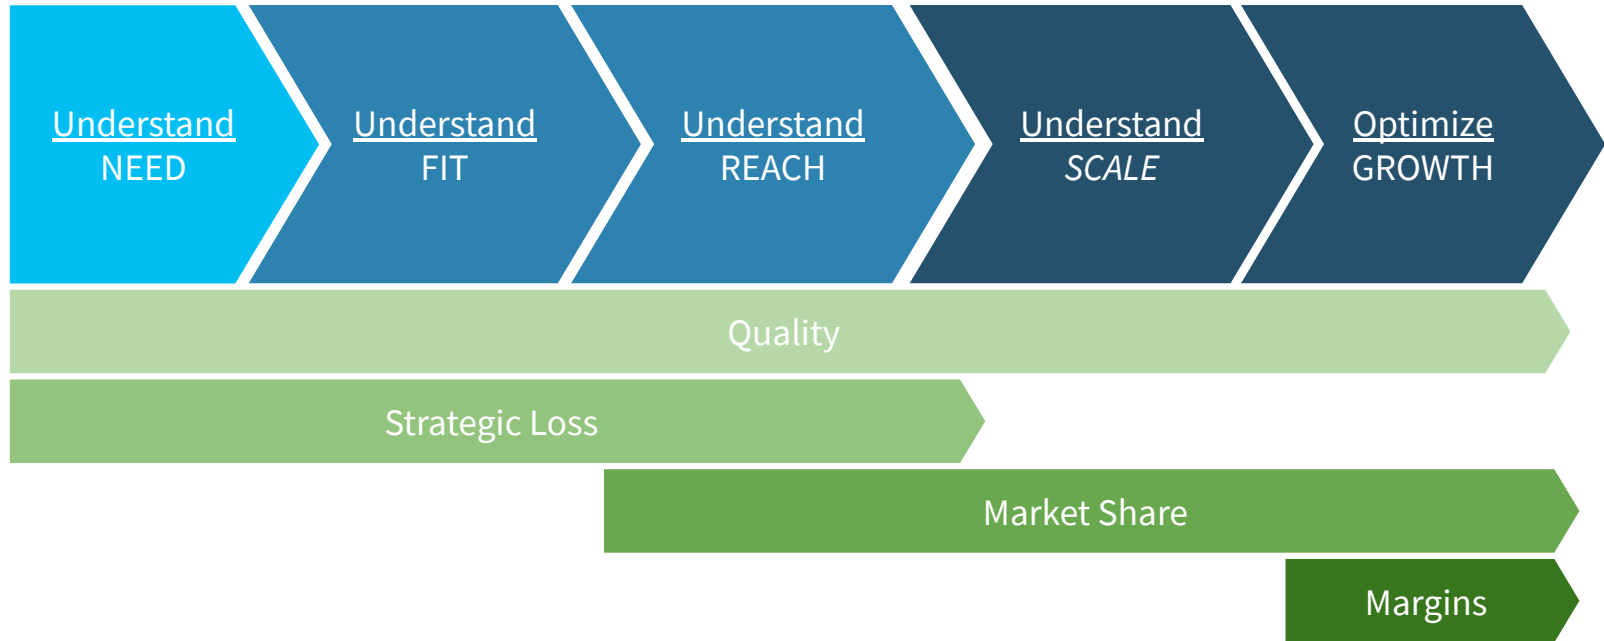 Understand
NEED
Understand
FIT
Understand
REACH
Understand
SCALE
Optimize
GROWTH
Quality
Strategic Loss
Market Share
Margins